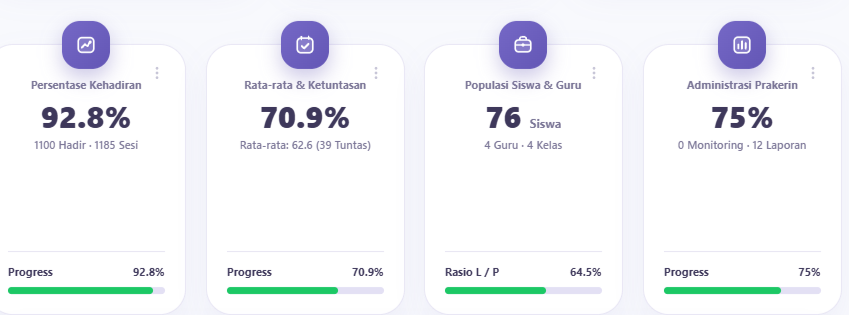 Persentase Kehadiran
92.8%
1100 Hadir · 1185 Sesi
Progress 92.8%
Rata-rata & Ketuntasan
70.9%
Rata-rata: 62.6 (39 Tuntas)
Progress 70.9%
Populasi Siswa & Guru
76 Siswa
4 Guru · 4 Kelas
Rasio L / P 64.5%
Administrasi Prakerin
75%
0 Monitoring · 12 Laporan
Progress 75%